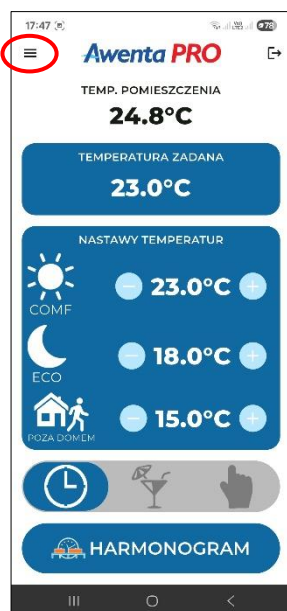 17:47
78
Awenta PRO
TEMP. POMIESZCZENIA
24.8°C
TEMPERATURA ZADANA
23.0°C
NASTAWY TEMPERATUR
- 23.0°C +
COMF
- 18.0°C +
ECO
- 15.0°C +
POZA DOMEM
HARMONOGRAM